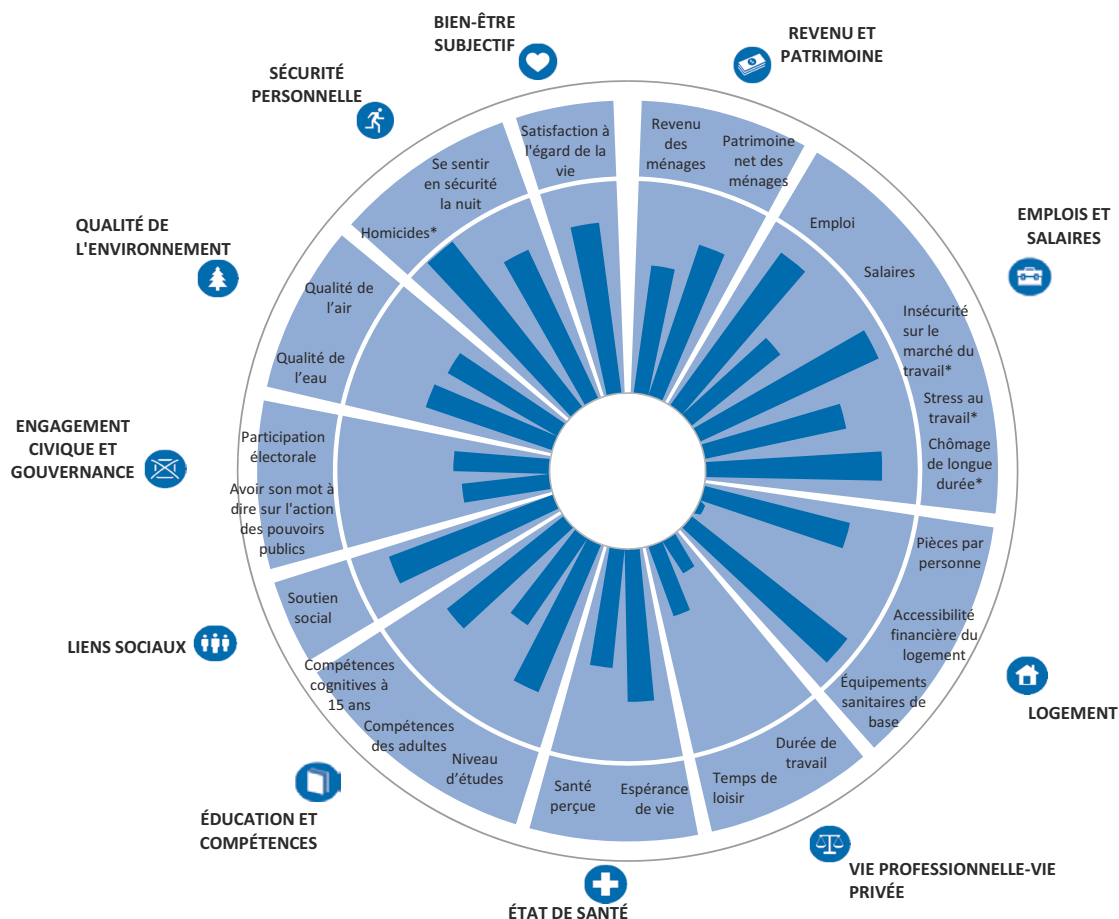 BIEN-ÊTRE
SUBJECTIF
REVENU ET
PATRIMOINE
SÉCURITÉ
PERSONNELLE
QUALITÉ DE
L'ENVIRONNEMENT
EMPLOIS ET
SALAIRES
ENGAGEMENT
CIVIQUE ET
GOUVERNANCE
LIENS SOCIAUX
LOGEMENT
ÉDUCATION ET
COMPÉTENCES
VIE PROFESSIONNELLE-VIE
PRIVÉE
ÉTAT DE SANTÉ
Satisfaction à
l'égard de la
vie
Revenu
des
ménages
Patrimoine
net des
ménages
Emploi
Salaires
Insécurité
sur le
marché du
travail*
Stress au
travail*
Chômage
de longue
durée*
Pièces par
personne
Accessibilité
financière du
logement
Équipements
sanitaires de
base
Durée de
travail
Temps de
loisir
Espérance
de vie
Santé
perçue
Niveau
d’études
Compétences
des adultes
Compétences
cognitives à
15 ans
Soutien
social
Avoir son mot à
dire sur l'action
des pouvoirs
publics
Participation
électorale
Qualité de
l’eau
Qualité de
l’air
Homicides*
Se sentir
en sécurité
la nuit